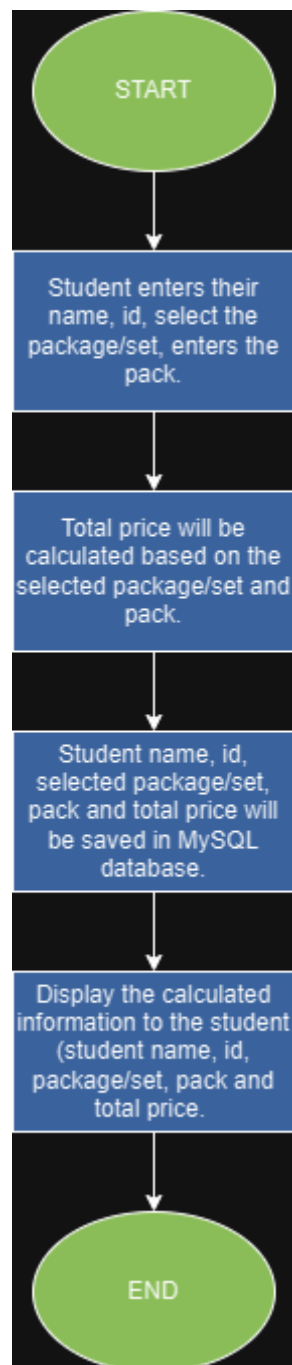 START
Student enters their
name, id, select the
package/set, enters the
pack.
Total price will be
calculated based on the
selected package/set and
pack.
Student name, id,
selected package/set,
pack and total price will
be saved in MySQL
database.
Display the calculated
information to the student
(student name, id,
package/set, pack and
total price.
END